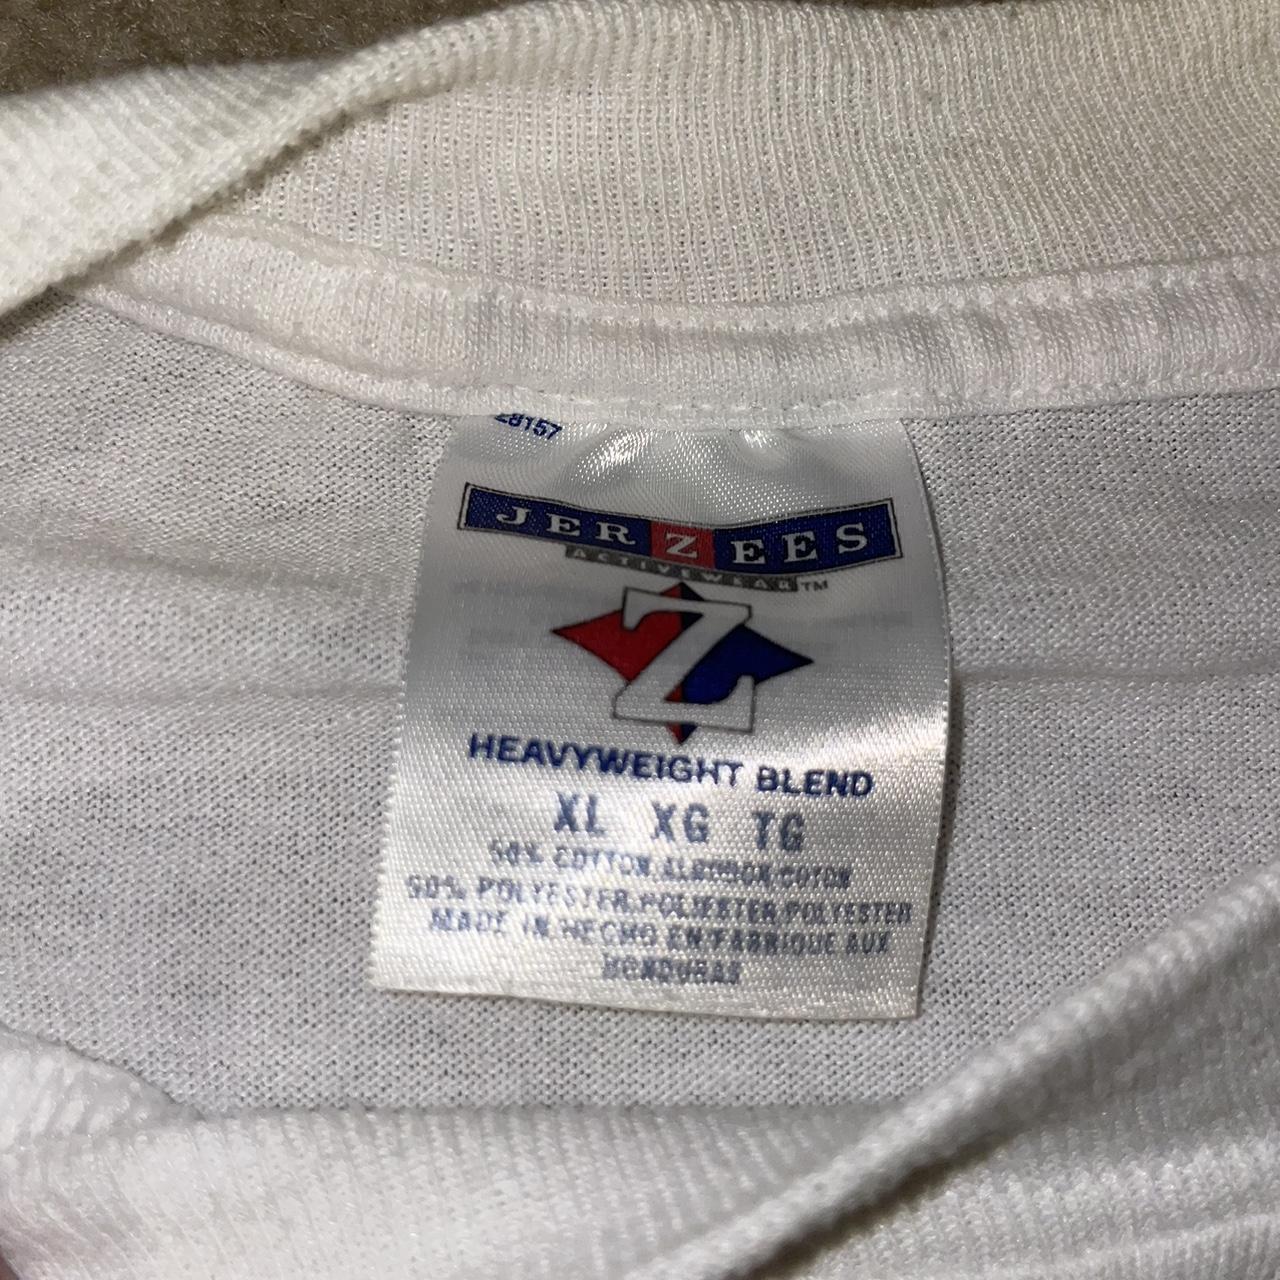 28157
JERZEES
ACTIVEWEAR™
Z
HEAVYWEIGHT BLEND
XL XG TG
50% COTTON/ALGODON/COTON
50% POLYESTER/POLIESTER/POLYESTER
MADE IN/HECHO EN/FABRIQUE AUX
HONDURAS